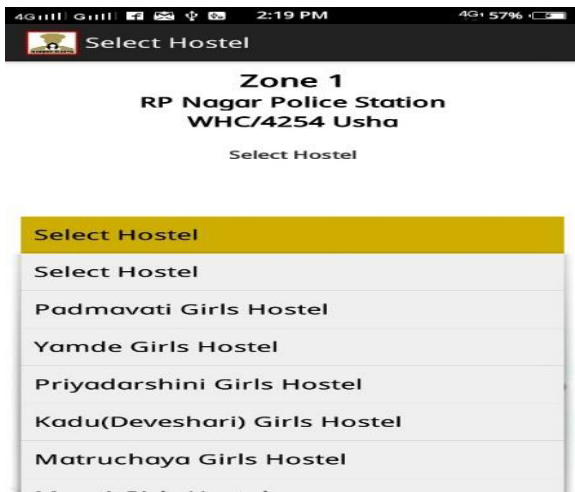 4G G 2:19 PM 4G 57%
Select Hostel
Zone 1
RP Nagar Police Station
WHC/4254 Usha
Select Hostel
Select Hostel
Select Hostel
Padmavati Girls Hostel
Yamde Girls Hostel
Priyadarshini Girls Hostel
Kadu(Deveshari) Girls Hostel
Matruchaya Girls Hostel